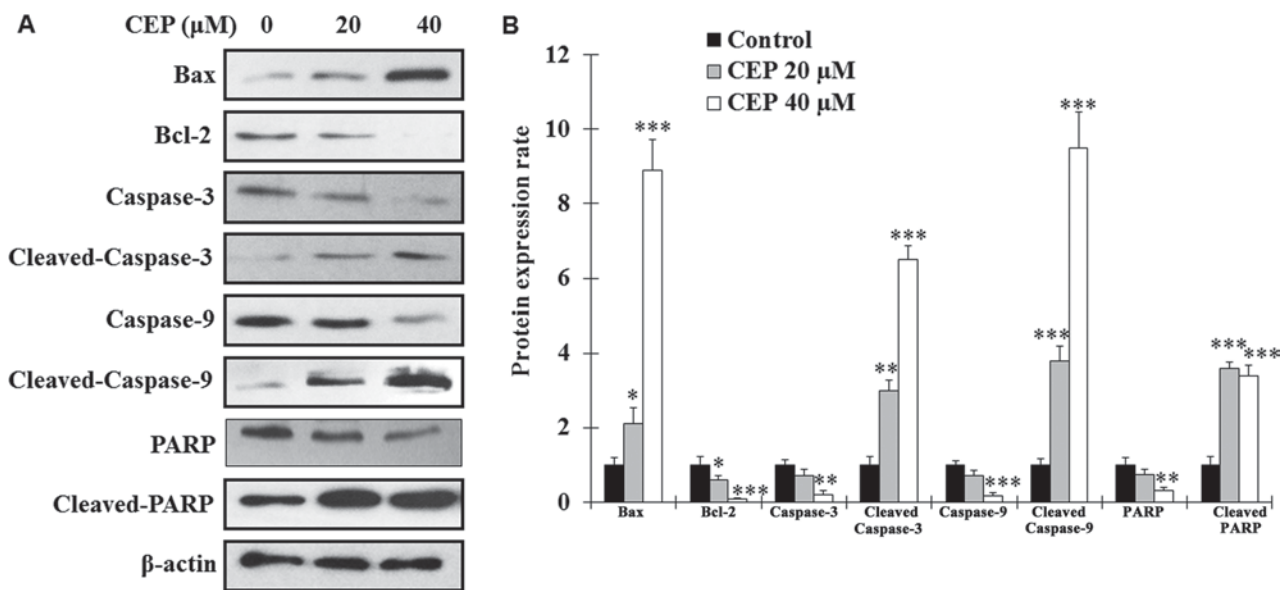 A
CEP (μM) 0 20 40
Bax
Bcl-2
Caspase-3
Cleaved-Caspase-3
Caspase-9
Cleaved-Caspase-9
PARP
Cleaved-PARP
β-actin
B
Control
CEP 20 μM
CEP 40 μM
Protein expression rate
12
10
8
6
4
2
0
* ***
* ***
**
** ***
***
*** ***
**
*** ***
Bax Bcl-2 Caspase-3 Cleaved Caspase-9 Cleaved PARP Cleaved
Caspase-3 Caspase-9 PARP